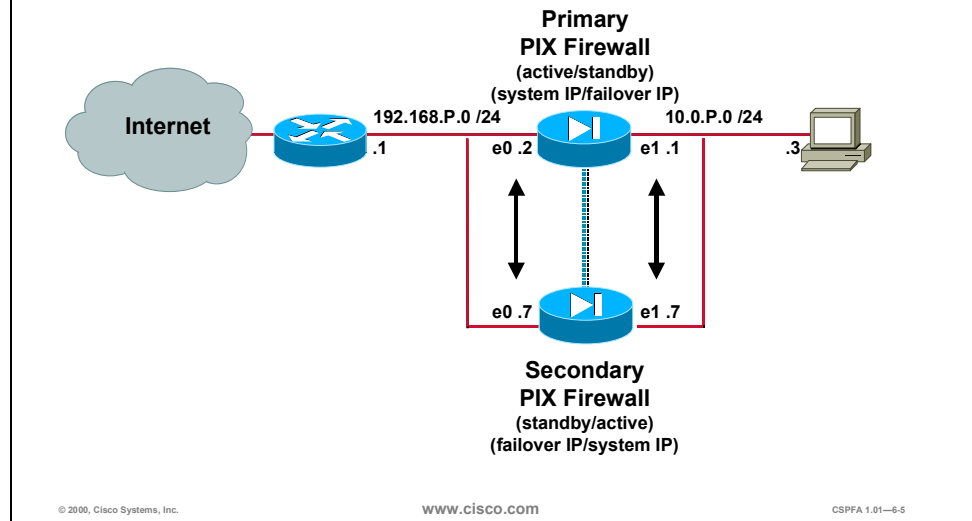 Primary
PIX Firewall
(active/standby)
(system IP/failover IP)
Internet
192.168.P.0 /24
10.0.P.0 /24
.1
e0 .2
e1 .1
.3
e0 .7
e1 .7
Secondary
PIX Firewall
(standby/active)
(failover IP/system IP)
© 2000, Cisco Systems, Inc.
www.cisco.com
CSPFA 1.01—6-5